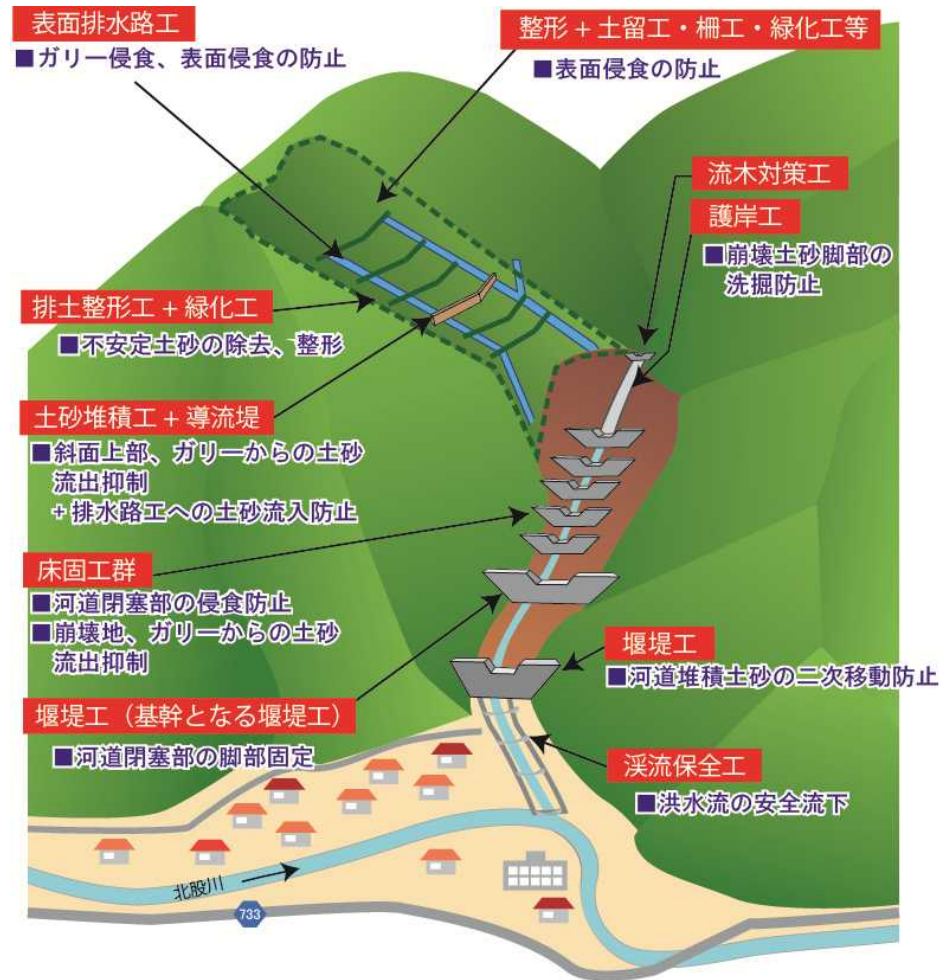 表面排水路工
■ガリー侵食、表面侵食の防止
整形+土留工・柵工・緑化工等
■表面侵食の防止
流木対策工
護岸工
■崩壊土砂脚部の
洗掘防止
排土整形工+緑化工
■不安定土砂の除去、整形
土砂堆積工+導流堤
■斜面上部、ガリーからの土砂
流出抑制
+排水路工への土砂流入防止
床固工群
■河道閉塞部の侵食防止
■崩壊地、ガリーからの土砂
流出抑制
堰堤工
■河道堆積土砂の二次移動防止
堰堤工(基幹となる堰堤工)
■河道閉塞部の脚部固定
渓流保全工
■洪水流の安全流下
北股川
733